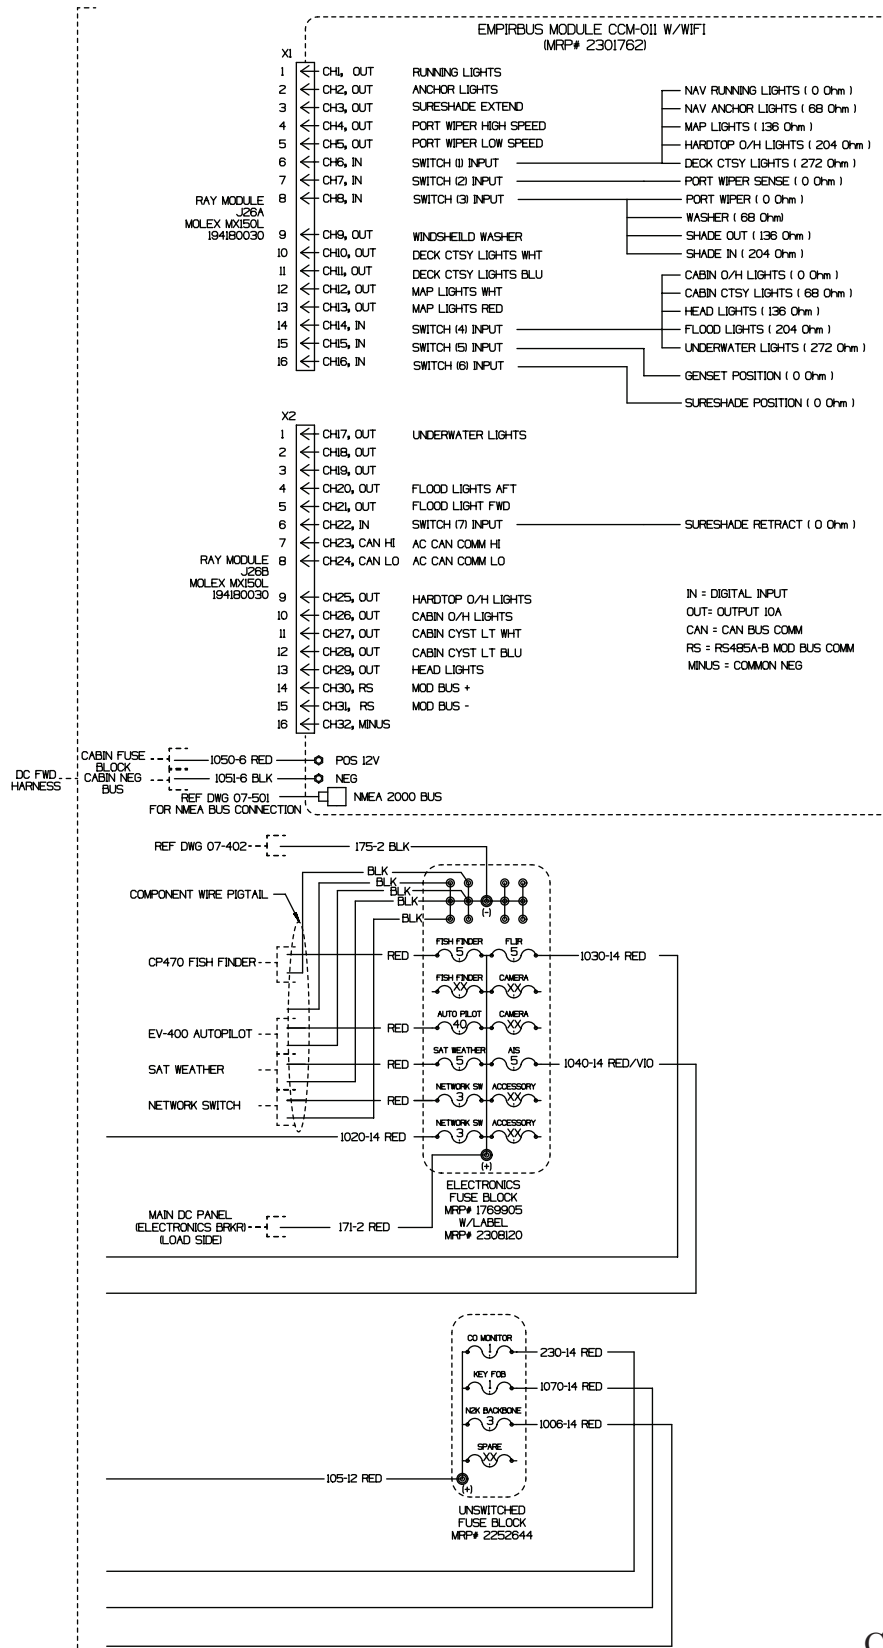 EMPIRBUS MODULE CCM-011 W/WIFI
(MRP# 2301762)
X1
1 CH1, OUT RUNNING LIGHTS
2 CH2, OUT ANCHOR LIGHTS
3 CH3, OUT SURESHADE EXTEND
4 CH4, OUT PORT WIPER HIGH SPEED
5 CH5, OUT PORT WIPER LOW SPEED
6 CH6, IN SWITCH (1) INPUT
7 CH7, IN SWITCH (2) INPUT
8 CH8, IN SWITCH (3) INPUT
RAY MODULE
J26A
MOLEX MX150L
194180030
9 CH9, OUT WINDSHEILD WASHER
10 CH10, OUT DECK CTSY LIGHTS WHT
11 CH11, OUT DECK CTSY LIGHTS BLU
12 CH12, OUT MAP LIGHTS WHT
13 CH13, OUT MAP LIGHTS RED
14 CH14, IN SWITCH (4) INPUT
15 CH15, IN SWITCH (5) INPUT
16 CH16, IN SWITCH (6) INPUT
NAV RUNNING LIGHTS ( 0 Ohm )
NAV ANCHOR LIGHTS ( 68 Ohm )
MAP LIGHTS ( 136 Ohm )
HARDTOP O/H LIGHTS ( 204 Ohm )
DECK CTSY LIGHTS ( 272 Ohm )
PORT WIPER SENSE ( 0 Ohm )
PORT WIPER ( 0 Ohm )
WASHER ( 68 Ohm)
SHADE OUT ( 136 Ohm )
SHADE IN ( 204 Ohm )
CABIN O/H LIGHTS ( 0 Ohm )
CABIN CTSY LIGHTS ( 68 Ohm )
HEAD LIGHTS ( 136 Ohm )
FLOOD LIGHTS ( 204 Ohm )
UNDERWATER LIGHTS ( 272 Ohm )
GENSET POSITION ( 0 Ohm )
SURESHADE POSITION ( 0 Ohm )
X2
1 CH17, OUT UNDERWATER LIGHTS
2 CH18, OUT
3 CH19, OUT
4 CH20, OUT FLOOD LIGHTS AFT
5 CH21, OUT FLOOD LIGHT FWD
6 CH22, IN SWITCH (7) INPUT SURESHADE RETRACT ( 0 Ohm )
7 CH23, CAN HI AC CAN COMM HI
8 CH24, CAN LO AC CAN COMM LO
RAY MODULE
J26B
MOLEX MX150L
194180030
9 CH25, OUT HARDTOP O/H LIGHTS
10 CH26, OUT CABIN O/H LIGHTS
11 CH27, OUT CABIN CYST LT WHT
12 CH28, OUT CABIN CYST LT BLU
13 CH29, OUT HEAD LIGHTS
14 CH30, RS MOD BUS +
15 CH31, RS MOD BUS -
16 CH32, MINUS
IN = DIGITAL INPUT
OUT= OUTPUT 10A
CAN = CAN BUS COMM
RS = RS485A-B MOD BUS COMM
MINUS = COMMON NEG
DC FWD
HARNESS
CABIN FUSE
BLOCK
1050-6 RED POS 12V
CABIN NEG
BUS
1051-6 BLK NEG
REF DWG 07-501
FOR NMEA BUS CONNECTION
NMEA 2000 BUS
REF DWG 07-402 175-2 BLK
BLK
BLK
BLK
BLK
BLK
(-)
COMPONENT WIRE PIGTAIL
CP470 FISH FINDER RED
FISH FINDER 5 FLIR 5 1030-14 RED
FISH FINDER XX CAMERA XX
EV-400 AUTOPILOT RED
AUTO PILOT 40 CAMERA XX
SAT WEATHER RED
SAT WEATHER 5 AIS 5 1040-14 RED/VIO
NETWORK SWITCH RED
NETWORK SW 3 ACCESSORY XX
1020-14 RED NETWORK SW 3 ACCESSORY XX
(+)
ELECTRONICS
FUSE BLOCK
MRP# 1769905
W/LABEL
MRP# 2308120
MAIN DC PANEL
(ELECTRONICS BRKR)
(LOAD SIDE)
171-2 RED
CO MONITOR 1 230-14 RED
KEY FOB 1 1070-14 RED
N2K BACKBONE 3 1006-14 RED
SPARE XX
105-12 RED
(+)
UNSWITCHED
FUSE BLOCK
MRP# 2252644